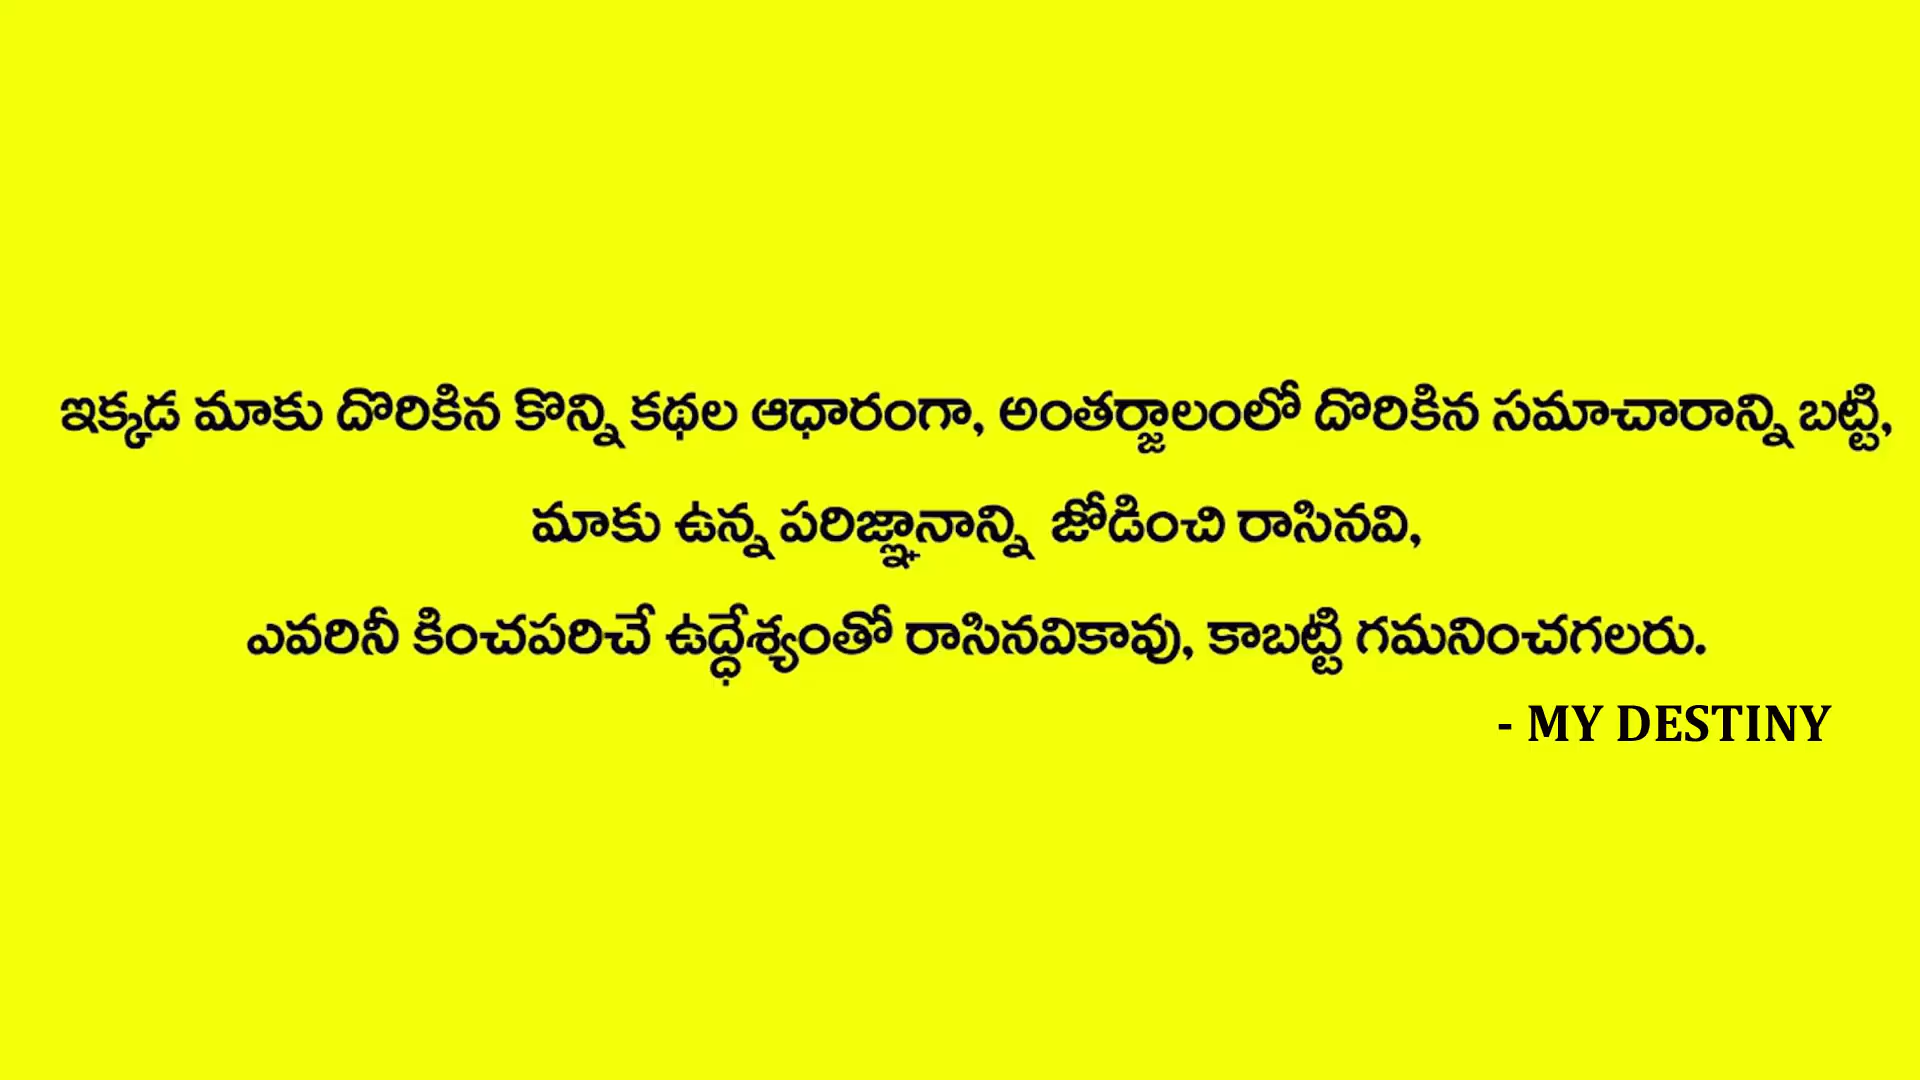 ఇక్కడ మాకు దొరికిన కొన్ని కథల ఆధారంగా, అంతర్జాలంలో దొరికిన సమాచారాన్ని బట్టి,
మాకు ఉన్న పరిజ్ఞానాన్ని జోడించి రాసినవి,
ఎవరినీ కించపరిచే ఉద్ధేశ్యంతో రాసినవికావు, కాబట్టి గమనించగలరు.
- MY DESTINY